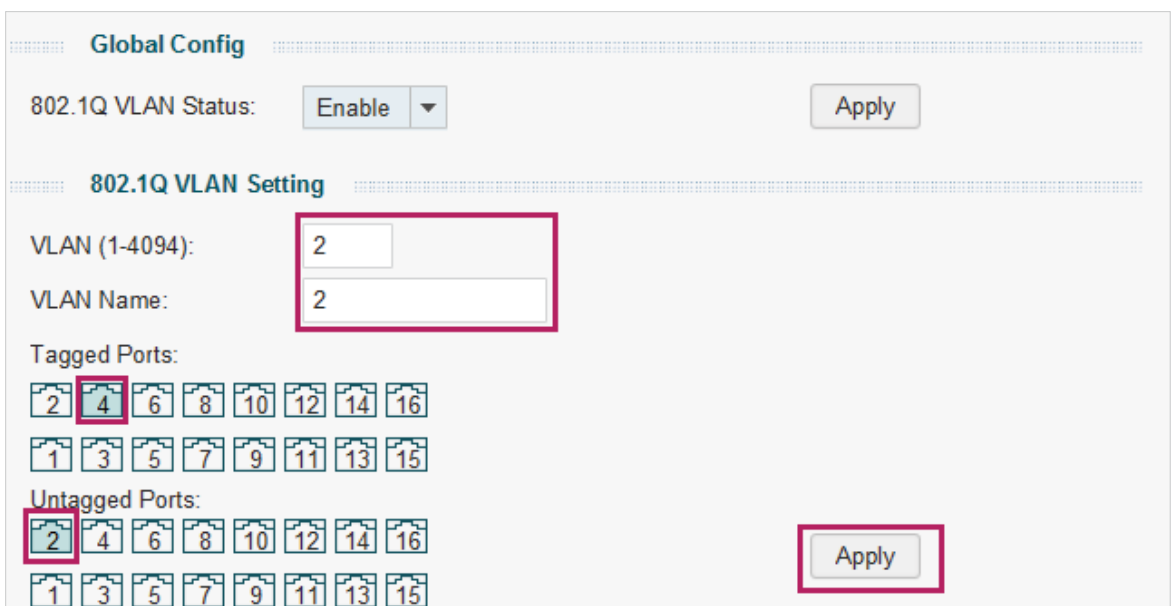 Global Config
802.1Q VLAN Status: Enable Apply
802.1Q VLAN Setting
VLAN (1-4094): 2
VLAN Name: 2
Tagged Ports:
2 4 6 8 10 12 14 16
1 3 5 7 9 11 13 15
Untagged Ports:
2 4 6 8 10 12 14 16
Apply
1 3 5 7 9 11 13 15